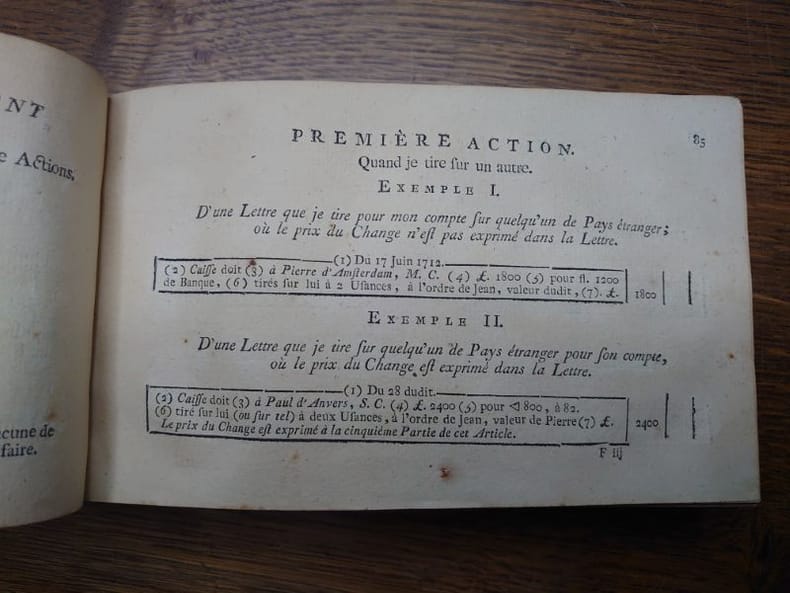 NT
e Actions.
cune de
faire.
85
PREMIÈRE ACTION.
Quand je tire ſur un autre.
EXEMPLE I.
D'une Lettre que je tire pour mon compte ſur quelqu'un de Pays étranger;
où le prix du Change n'eſt pas exprimé dans la Lettre.
(1) Du 17 Juin 1712.
(2) Caiſſe doit (3) à Pierre d'Amſterdam, M. C. (4) £. 1800 (5) pour fl. 1200
de Banque, (6) tirés ſur lui à 2 Uſances, à l'ordre de Jean, valeur dudit, (7). £. 1800
EXEMPLE II.
D'une Lettre que je tire ſur quelqu'un de Pays étranger pour ſon compte,
où le prix du Change eſt exprimé dans la Lettre.
(1) Du 28 dudit.
(2) Caiſſe doit (3) à Paul d'Anvers, S. C. (4) £. 2400 (5) pour ⊲ 800, à 82.
(6) tiré ſur lui (ou ſur tel) à deux Uſances, à l'ordre de Jean, valeur de Pierre (7) £. 2400
Le prix du Change eſt exprimé à la cinquième Partie de cet Article.
F iij